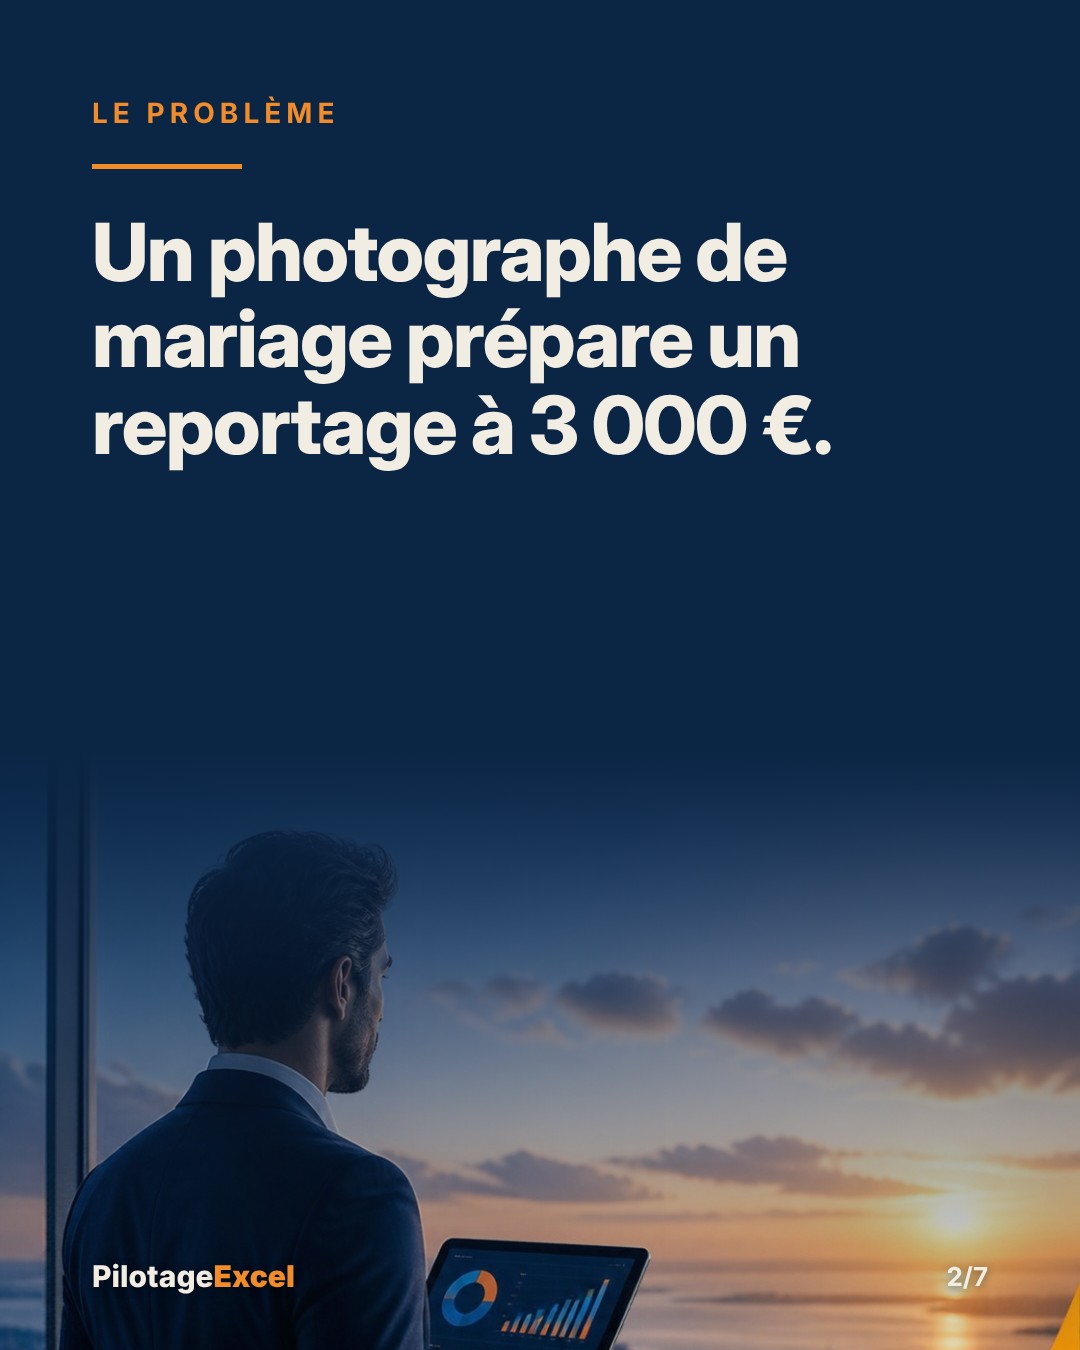 LE PROBLÈME
Un photographe de
mariage prépare un
reportage à 3 000 €.
PilotageExcel
2/7